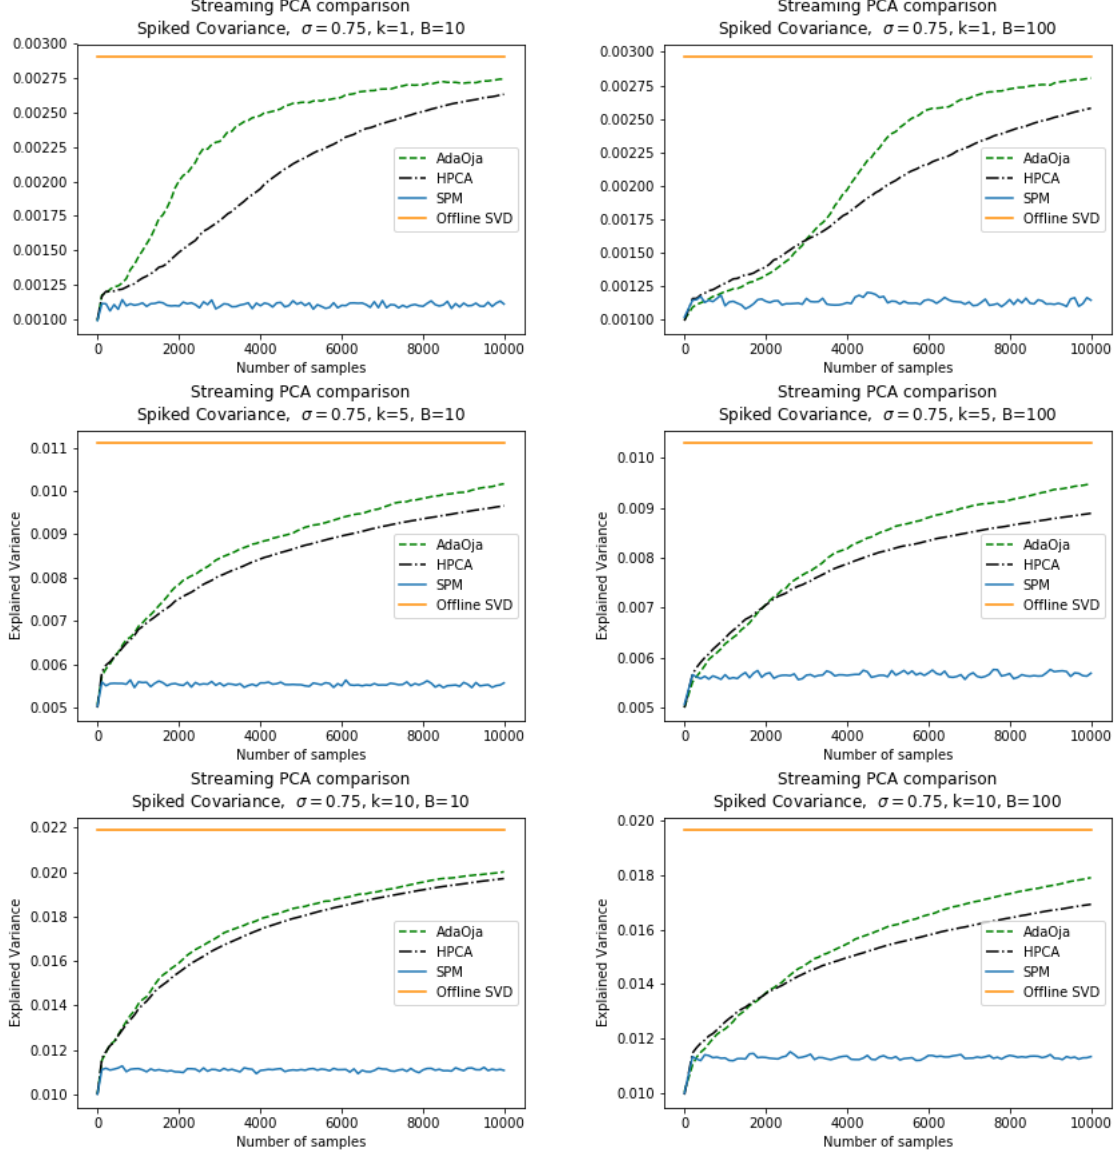 Streaming PCA comparison
Spiked Covariance, σ = 0.75, k=1, B=10
0.00300
0.00275
0.00250
0.00225
0.00200
0.00175
0.00150
0.00125
0.00100
AdaOja
HPCA
SPM
Offline SVD
0 2000 4000 6000 8000 10000
Number of samples
Streaming PCA comparison
Spiked Covariance, σ = 0.75, k=1, B=100
0.00300
0.00275
0.00250
0.00225
0.00200
0.00175
0.00150
0.00125
0.00100
AdaOja
HPCA
SPM
Offline SVD
0 2000 4000 6000 8000 10000
Number of samples
Streaming PCA comparison
Spiked Covariance, σ = 0.75, k=5, B=10
Explained Variance
0.011
0.010
0.009
0.008
0.007
0.006
0.005
AdaOja
HPCA
SPM
Offline SVD
0 2000 4000 6000 8000 10000
Number of samples
Streaming PCA comparison
Spiked Covariance, σ = 0.75, k=5, B=100
Explained Variance
0.010
0.009
0.008
0.007
0.006
0.005
AdaOja
HPCA
SPM
Offline SVD
0 2000 4000 6000 8000 10000
Number of samples
Streaming PCA comparison
Spiked Covariance, σ = 0.75, k=10, B=10
Explained Variance
0.022
0.020
0.018
0.016
0.014
0.012
0.010
AdaOja
HPCA
SPM
Offline SVD
0 2000 4000 6000 8000 10000
Number of samples
Streaming PCA comparison
Spiked Covariance, σ = 0.75, k=10, B=100
Explained Variance
0.020
0.018
0.016
0.014
0.012
0.010
AdaOja
HPCA
SPM
Offline SVD
0 2000 4000 6000 8000 10000
Number of samples